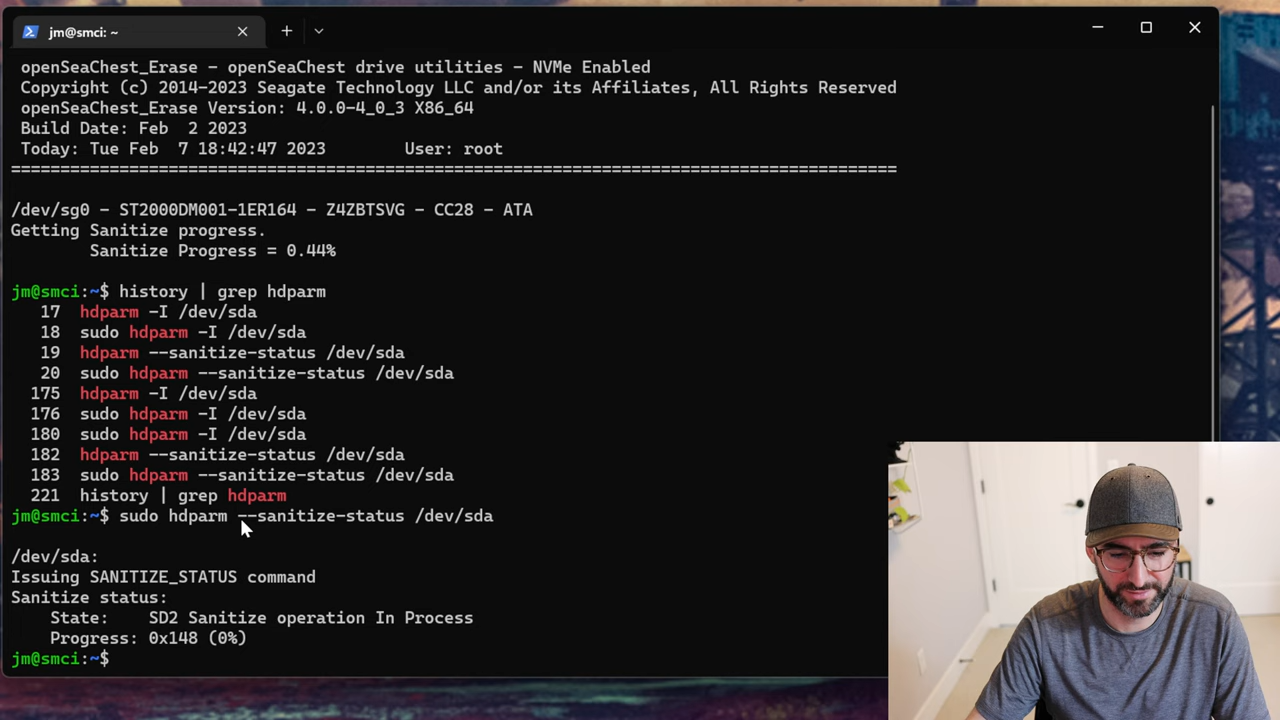 jm@smci: ~
openSeaChest_Erase - openSeaChest drive utilities - NVMe Enabled
Copyright (c) 2014-2023 Seagate Technology LLC and/or its Affiliates, All Rights Reserved
openSeaChest_Erase Version: 4.0.0-4_0_3 X86_64
Build Date: Feb  2 2023
Today: Tue Feb  7 18:42:47 2023        User: root
==========================================================================================
/dev/sg0 - ST2000DM001-1ER164 - Z4ZBTSVG - CC28 - ATA
Getting Sanitize progress.
Sanitize Progress = 0.44%
jm@smci:~$ history | grep hdparm
17  hdparm -I /dev/sda
18  sudo hdparm -I /dev/sda
19  hdparm --sanitize-status /dev/sda
20  sudo hdparm --sanitize-status /dev/sda
175  hdparm -I /dev/sda
176  sudo hdparm -I /dev/sda
180  sudo hdparm -I /dev/sda
182  hdparm --sanitize-status /dev/sda
183  sudo hdparm --sanitize-status /dev/sda
221  history | grep hdparm
jm@smci:~$ sudo hdparm --sanitize-status /dev/sda
/dev/sda:
Issuing SANITIZE_STATUS command
Sanitize status:
State:    SD2 Sanitize operation In Process
Progress: 0x148 (0%)
jm@smci:~$